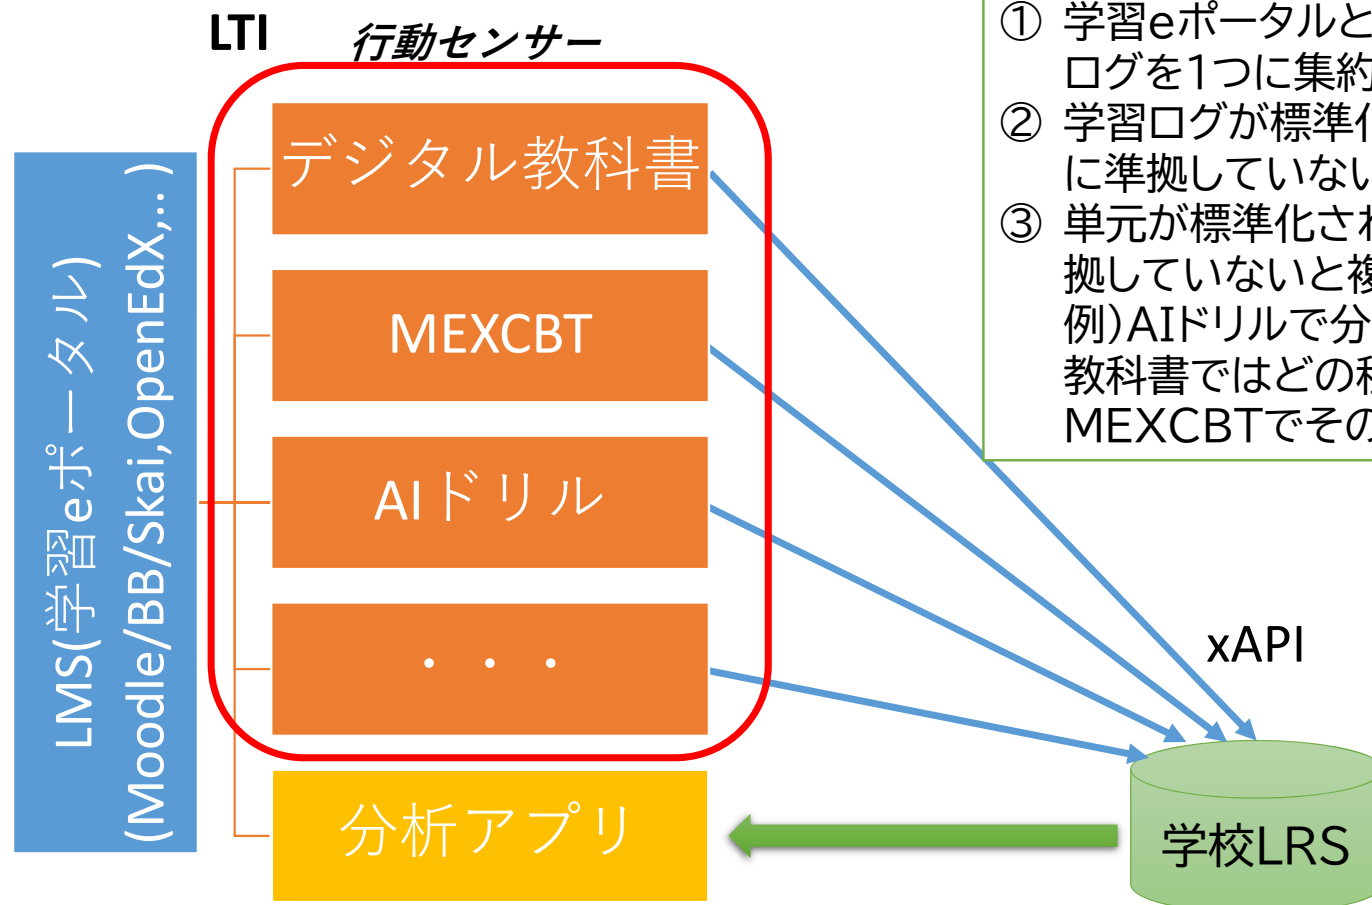 LTI
行動センサー
① 学習eポータルと
ログを1つに集約
② 学習ログが標準
に準拠していない
③ 単元が標準化さ
拠していないと
例)AIドリルで分
教科書ではどの
MEXCBTでその
デジタル教科書
MEXCBT
AIドリル
・・・
分析アプリ
LMS(学習eポータル)
(Moodle/BB/Skai,OpenEdX,..)
xAPI
学校LRS